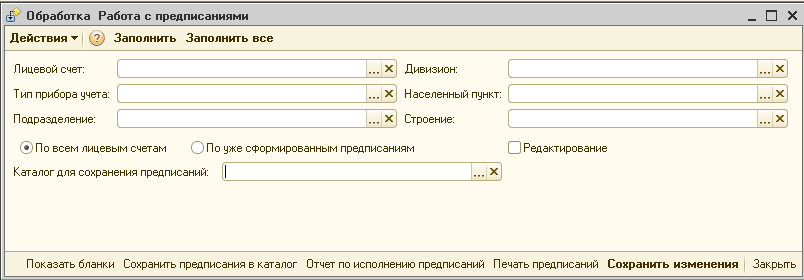 Обработка Работа с предписаниями
Действия Заполнить Заполнить все
Лицевой счет: Дивизион:
Тип прибора учета: Населенный пункт:
Подразделение: Строение:
По всем лицевым счетам По уже сформированным предписаниям Редактирование
Каталог для сохранения предписаний:
Показать бланки Сохранить предписания в каталог Отчет по исполнению предписаний Печать предписаний Сохранить изменения Закрыть